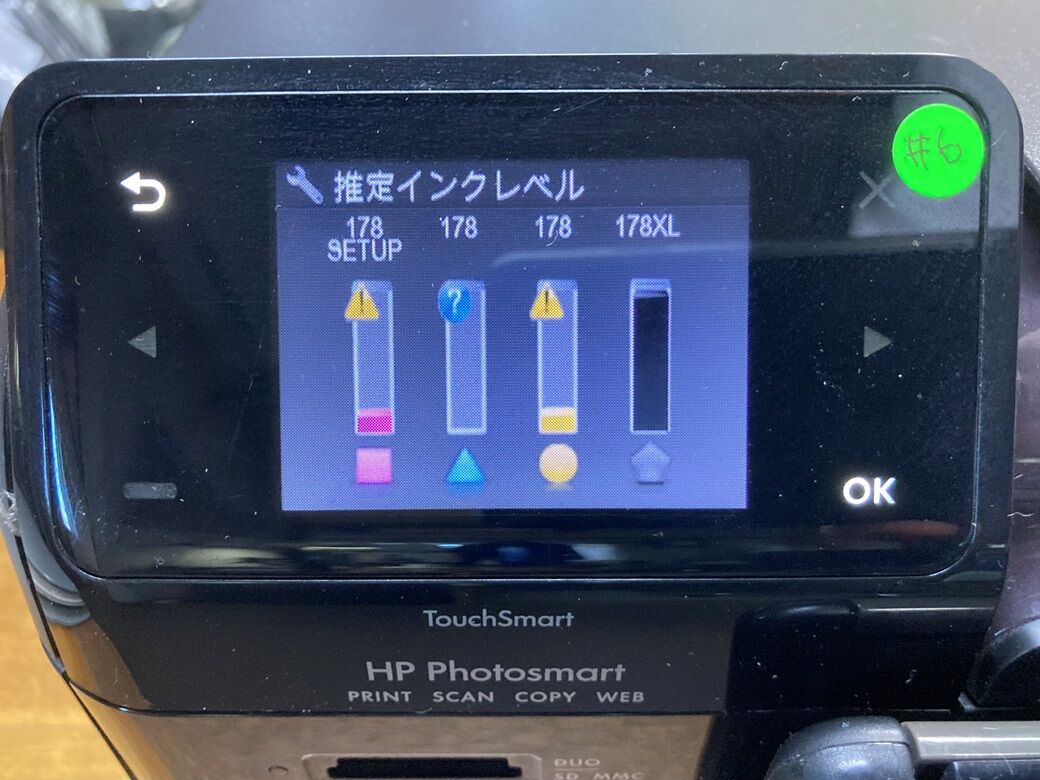 #6
推定インクレベル
178 178 178 178XL
SETUP
! ? !
OK
TouchSmart
HP Photosmart
PRINT SCAN COPY WEB
DUO
SD MMC